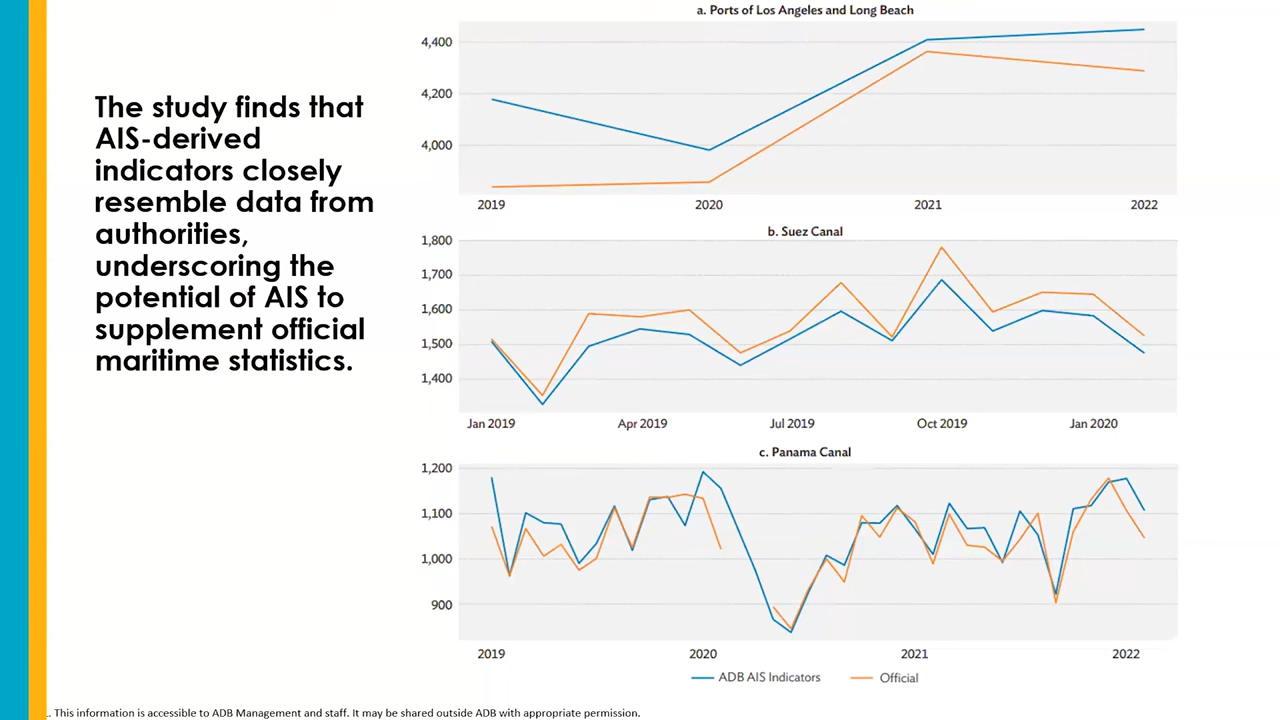 The study finds that
AIS-derived
indicators closely
resemble data from
authorities,
underscoring the
potential of AIS to
supplement official
maritime statistics.
a. Ports of Los Angeles and Long Beach
4,400
4,200
4,000
2019 2020 2021 2022
b. Suez Canal
1,800
1,700
1,600
1,500
1,400
Jan 2019 Apr 2019 Jul 2019 Oct 2019 Jan 2020
c. Panama Canal
1,200
1,100
1,000
900
2019 2020 2021 2022
ADB AIS Indicators Official
. This information is accessible to ADB Management and staff. It may be shared outside ADB with appropriate permission.